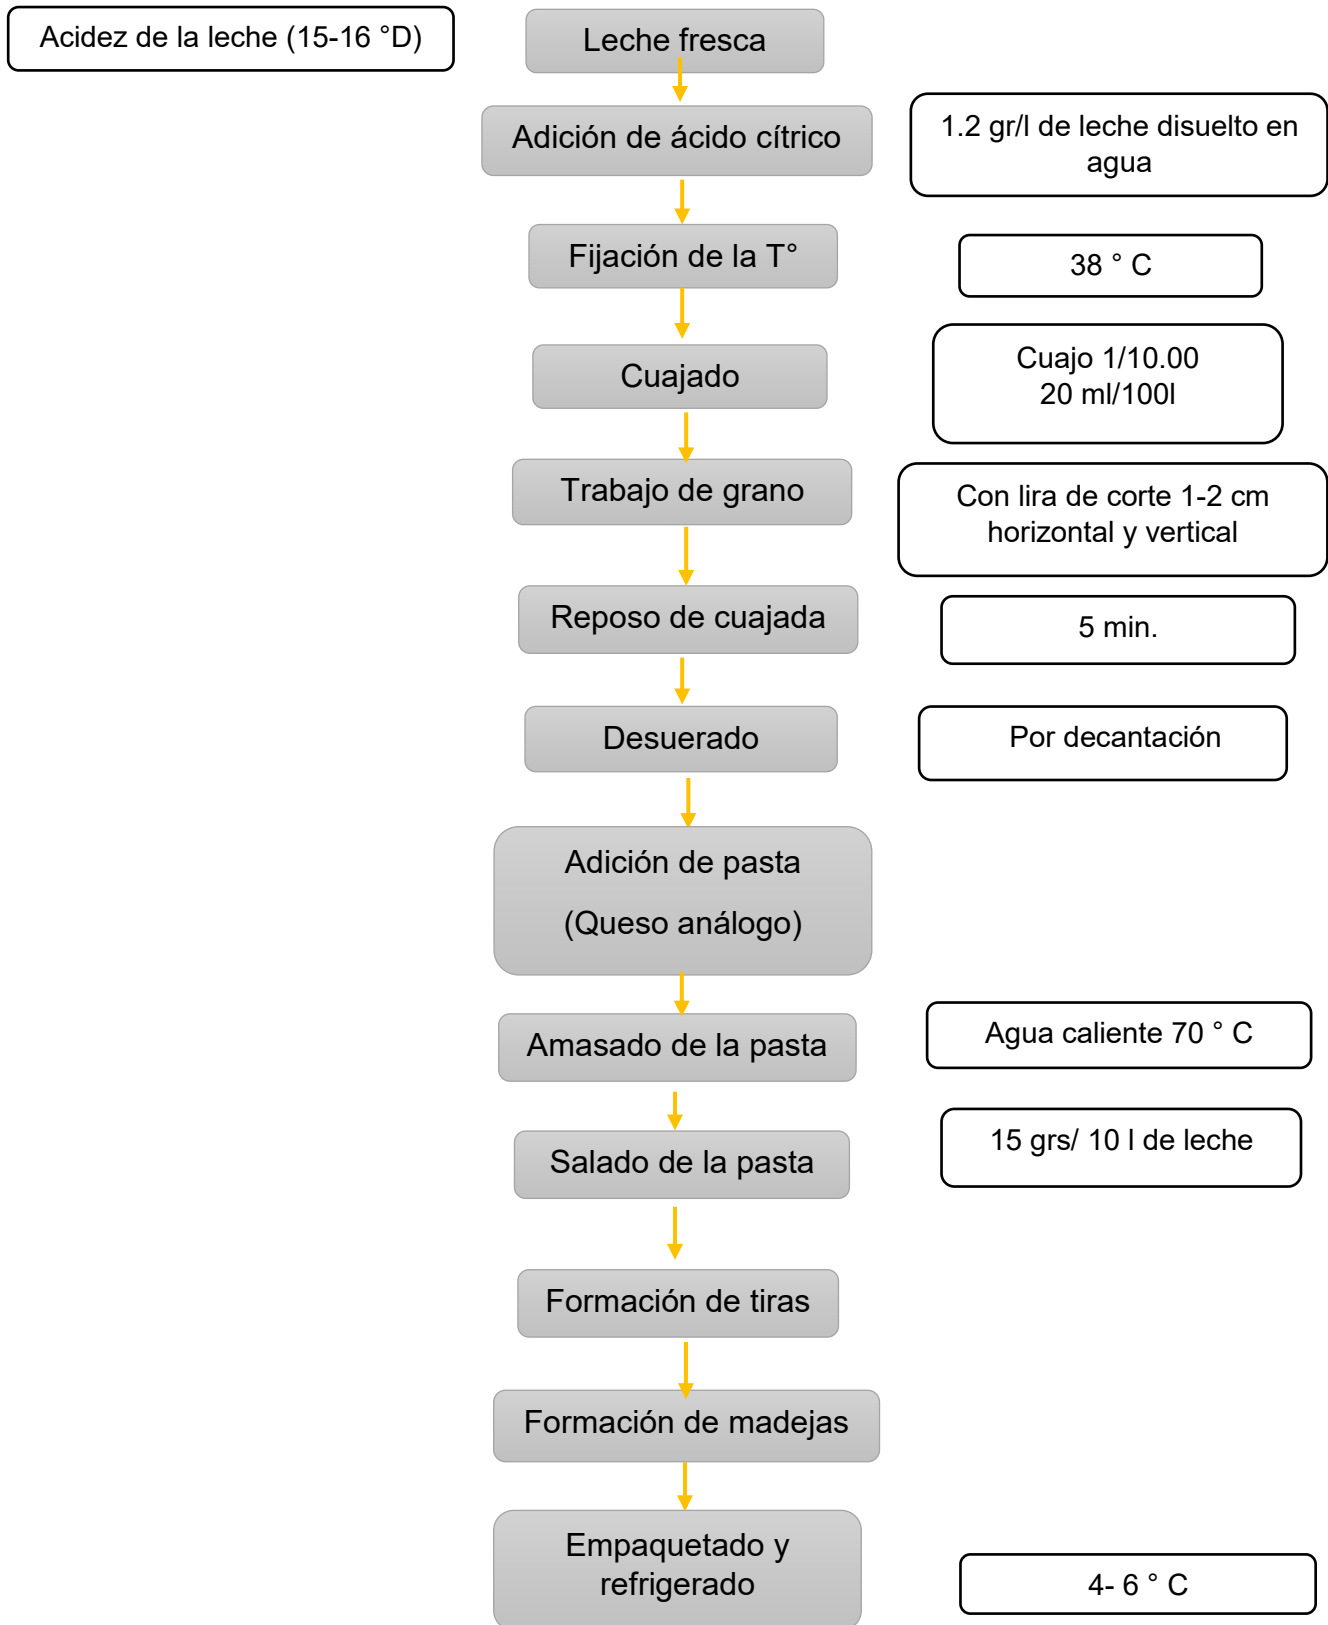 Acidez de la leche (15-16 °D)
Leche fresca
Adición de ácido cítrico
1.2 gr/l de leche disuelto en
agua
Fijación de la T°
38 ° C
Cuajado
Cuajo 1/10.00
20 ml/100l
Trabajo de grano
Con lira de corte 1-2 cm
horizontal y vertical
Reposo de cuajada
5 min.
Desuerado
Por decantación
Adición de pasta
(Queso análogo)
Amasado de la pasta
Agua caliente 70 ° C
Salado de la pasta
15 grs/ 10 l de leche
Formación de tiras
Formación de madejas
Empaquetado y
refrigerado
4- 6 ° C